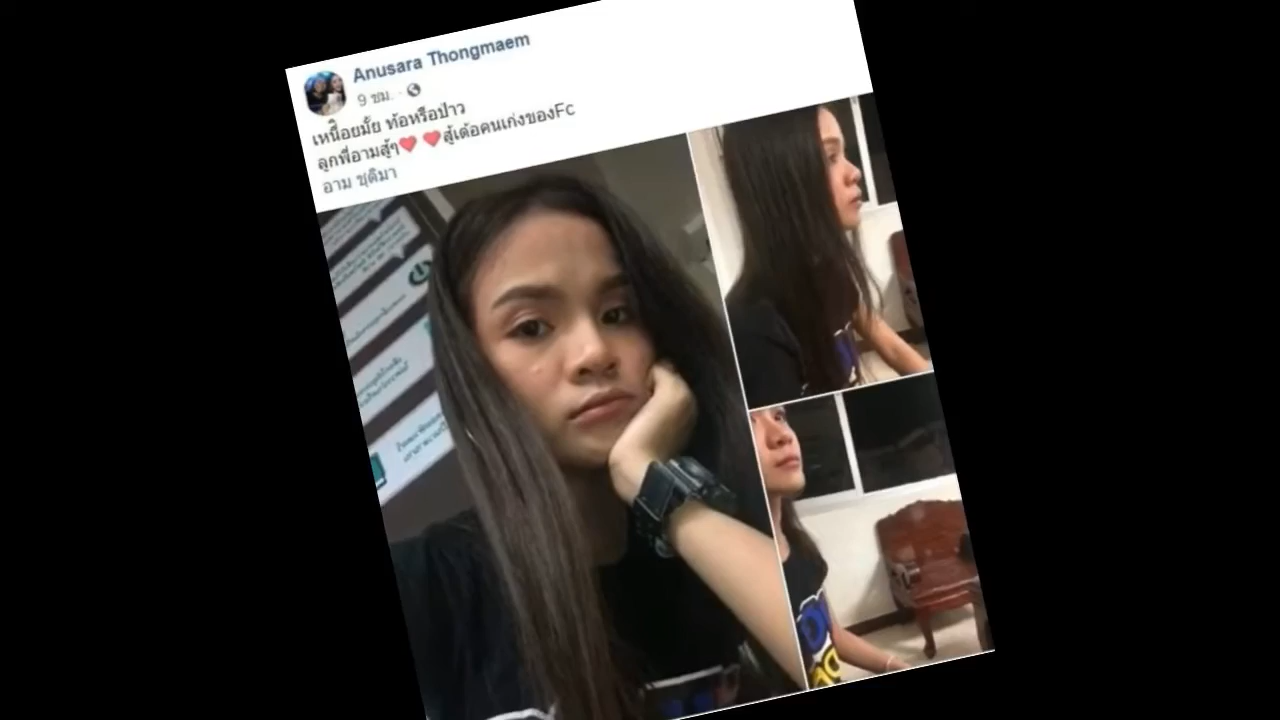 Anusara Thongmaem
9 ชม. ·
เหนื่อยมั้ย ท้อหรือป่าว
ลูกพี่อามสู้ๆ❤️ ❤️สู้เด้อคนเก่งของFc
อาม ชุติมา